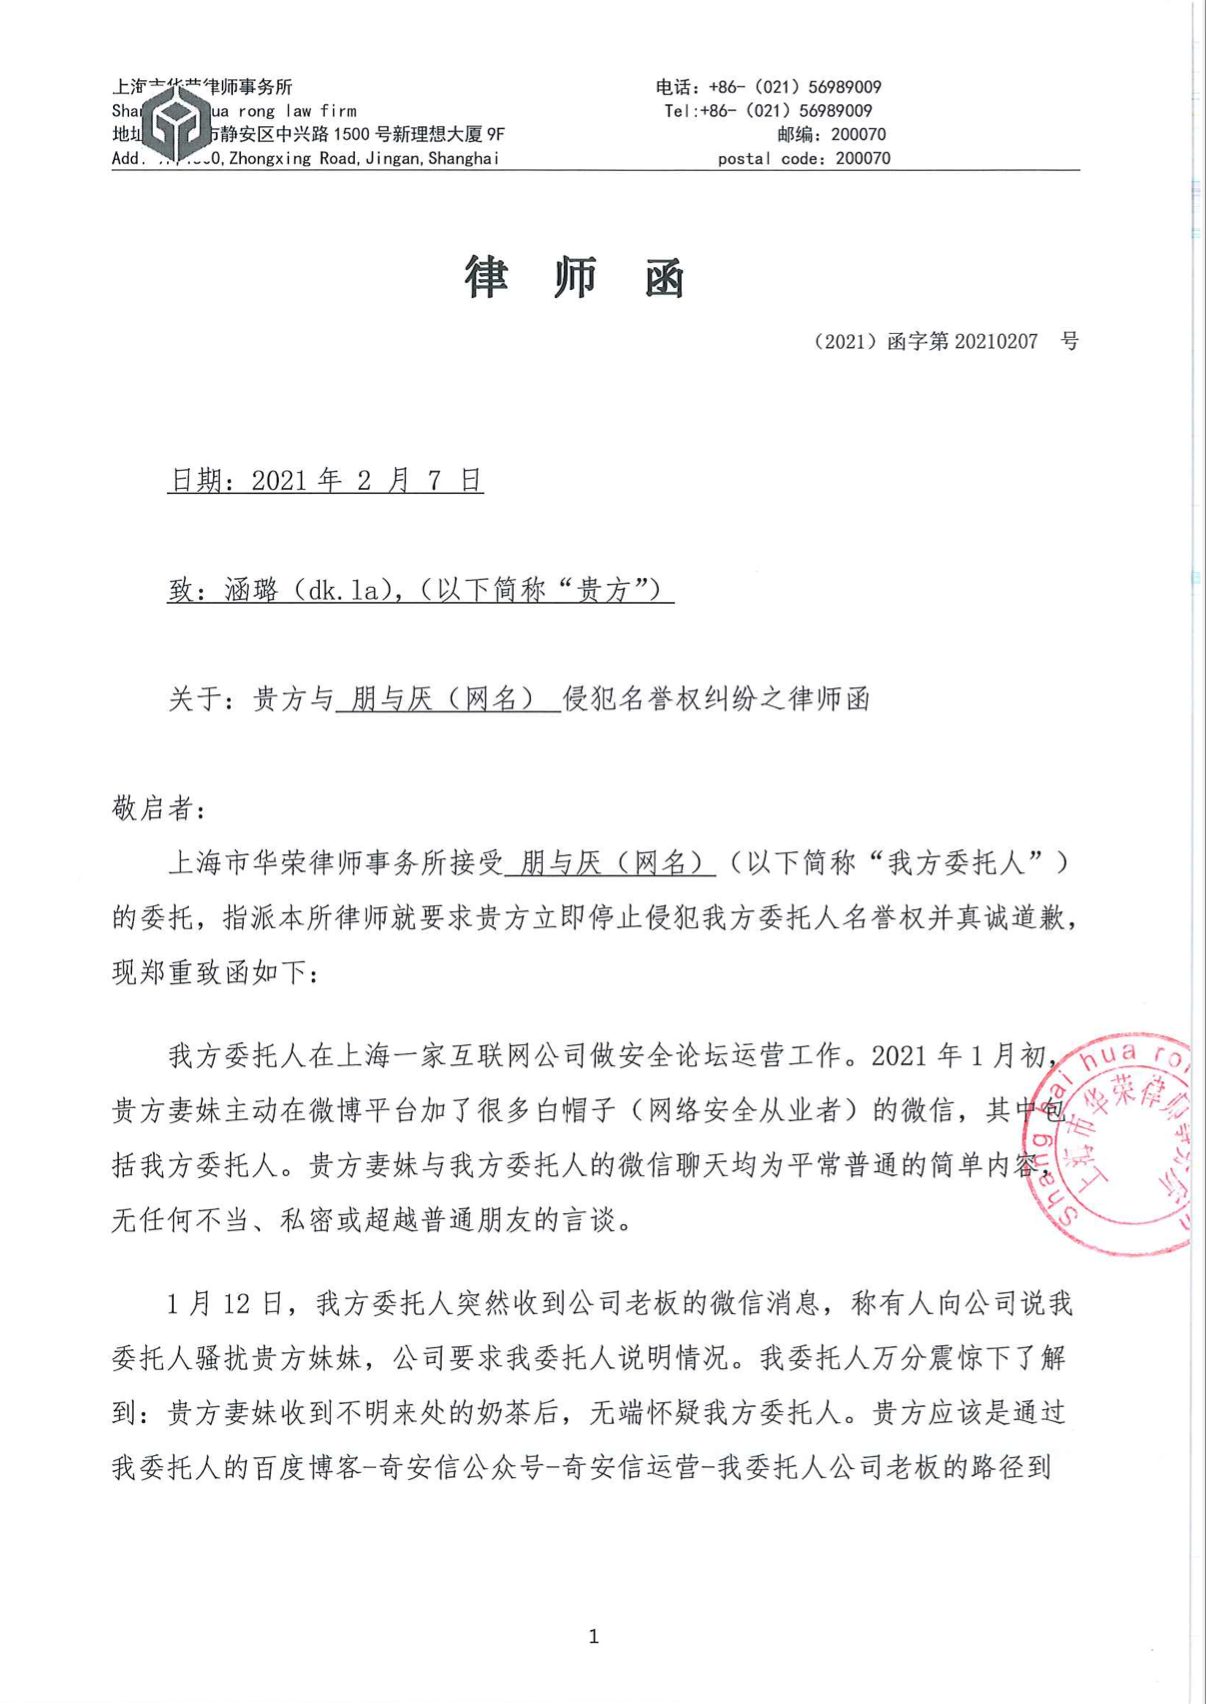 上海市华荣律师事务所
电话：+86-（021）56989009
Shan hua rong law firm
Tel:+86-（021）56989009
地址 市静安区中兴路 1500 号新理想大厦 9F
邮编：200070
Add. 0,Zhongxing Road,Jingan,Shanghai
postal code：200070
律 师 函
（2021）函字第 20210207 号
日期：2021 年 2 月 7 日
致：涵璐（dk.la），（以下简称“贵方”）
关于：贵方与 朋与厌（网名） 侵犯名誉权纠纷之律师函
敬启者：
上海市华荣律师事务所接受 朋与厌（网名）（以下简称“我方委托人”）
的委托，指派本所律师就要求贵方立即停止侵犯我方委托人名誉权并真诚道歉，
现郑重致函如下：
我方委托人在上海一家互联网公司做安全论坛运营工作。2021 年 1 月初，
贵方妻妹主动在微博平台加了很多白帽子（网络安全从业者）的微信，其中包
括我方委托人。贵方妻妹与我方委托人的微信聊天均为平常普通的简单内容，
无任何不当、私密或超越普通朋友的言谈。
1 月 12 日，我方委托人突然收到公司老板的微信消息，称有人向公司说我
委托人骚扰贵方妹妹，公司要求我委托人说明情况。我委托人万分震惊下了解
到：贵方妻妹收到不明来处的奶茶后，无端怀疑我方委托人。贵方应该是通过
我委托人的百度博客-奇安信公众号-奇安信运营-我委托人公司老板的路径到
Shang hai hua ro
上海市华荣律师事务所
1